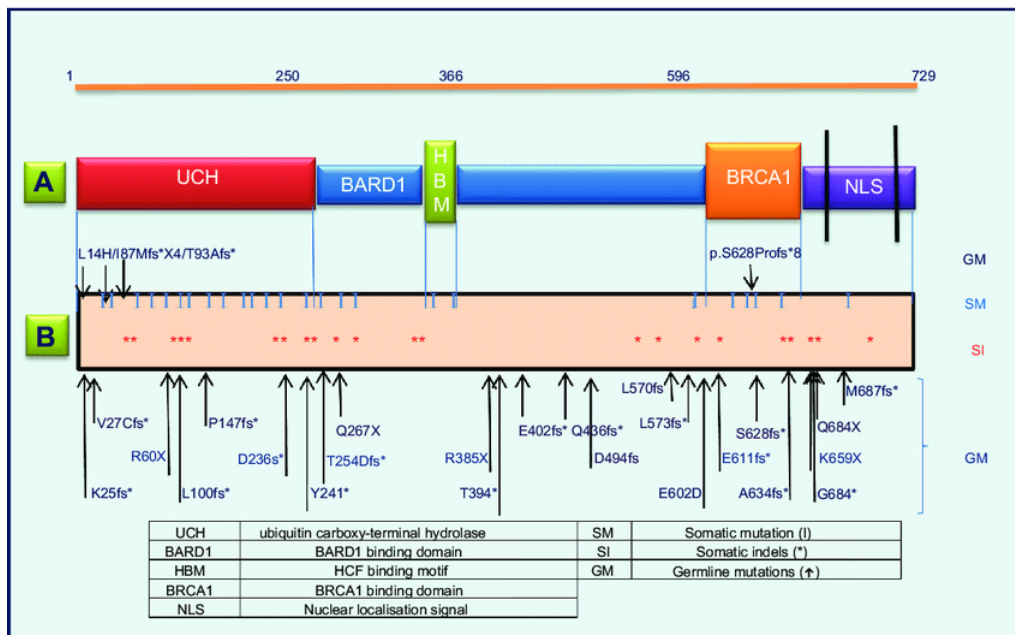 1 250 366 596 729
A UCH BARD1 HBM BRCA1 NLS
L14H/I87Mfs*X4/T93Afs* p.S628Profs*8 GM
SM
B
SI
L570fs* M687fs*
V27Cfs* P147fs* Q267X E402fs* Q436fs* L573fs* S628fs* Q684X
R60X D236s* T254Dfs* R385X D494fs E611fs* K659X GM
K25fs* L100fs* Y241* T394* E602D A634fs* G684*
UCH ubiquitin carboxy-terminal hydrolase SM Somatic mutation (I)
BARD1 BARD1 binding domain SI Somatic indels (*)
HBM HCF binding motif GM Germline mutations (↑)
BRCA1 BRCA1 binding domain
NLS Nuclear localisation signal